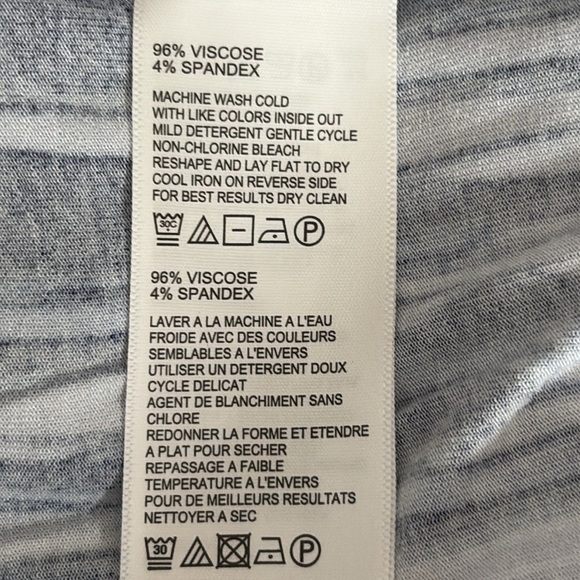 96% VISCOSE
4% SPANDEX
MACHINE WASH COLD
WITH LIKE COLORS INSIDE OUT
MILD DETERGENT GENTLE CYCLE
NON-CHLORINE BLEACH
RESHAPE AND LAY FLAT TO DRY
COOL IRON ON REVERSE SIDE
FOR BEST RESULTS DRY CLEAN
30C P
96% VISCOSE
4% SPANDEX
LAVER A LA MACHINE A L'EAU
FROIDE AVEC DES COULEURS
SEMBLABLES A L'ENVERS
UTILISER UN DETERGENT DOUX
CYCLE DELICAT
AGENT DE BLANCHIMENT SANS
CHLORE
REDONNER LA FORME ET ETENDRE
A PLAT POUR SECHER
REPASSAGE A FAIBLE
TEMPERATURE A L'ENVERS
POUR DE MEILLEURS RESULTATS
NETTOYER A SEC
30 P